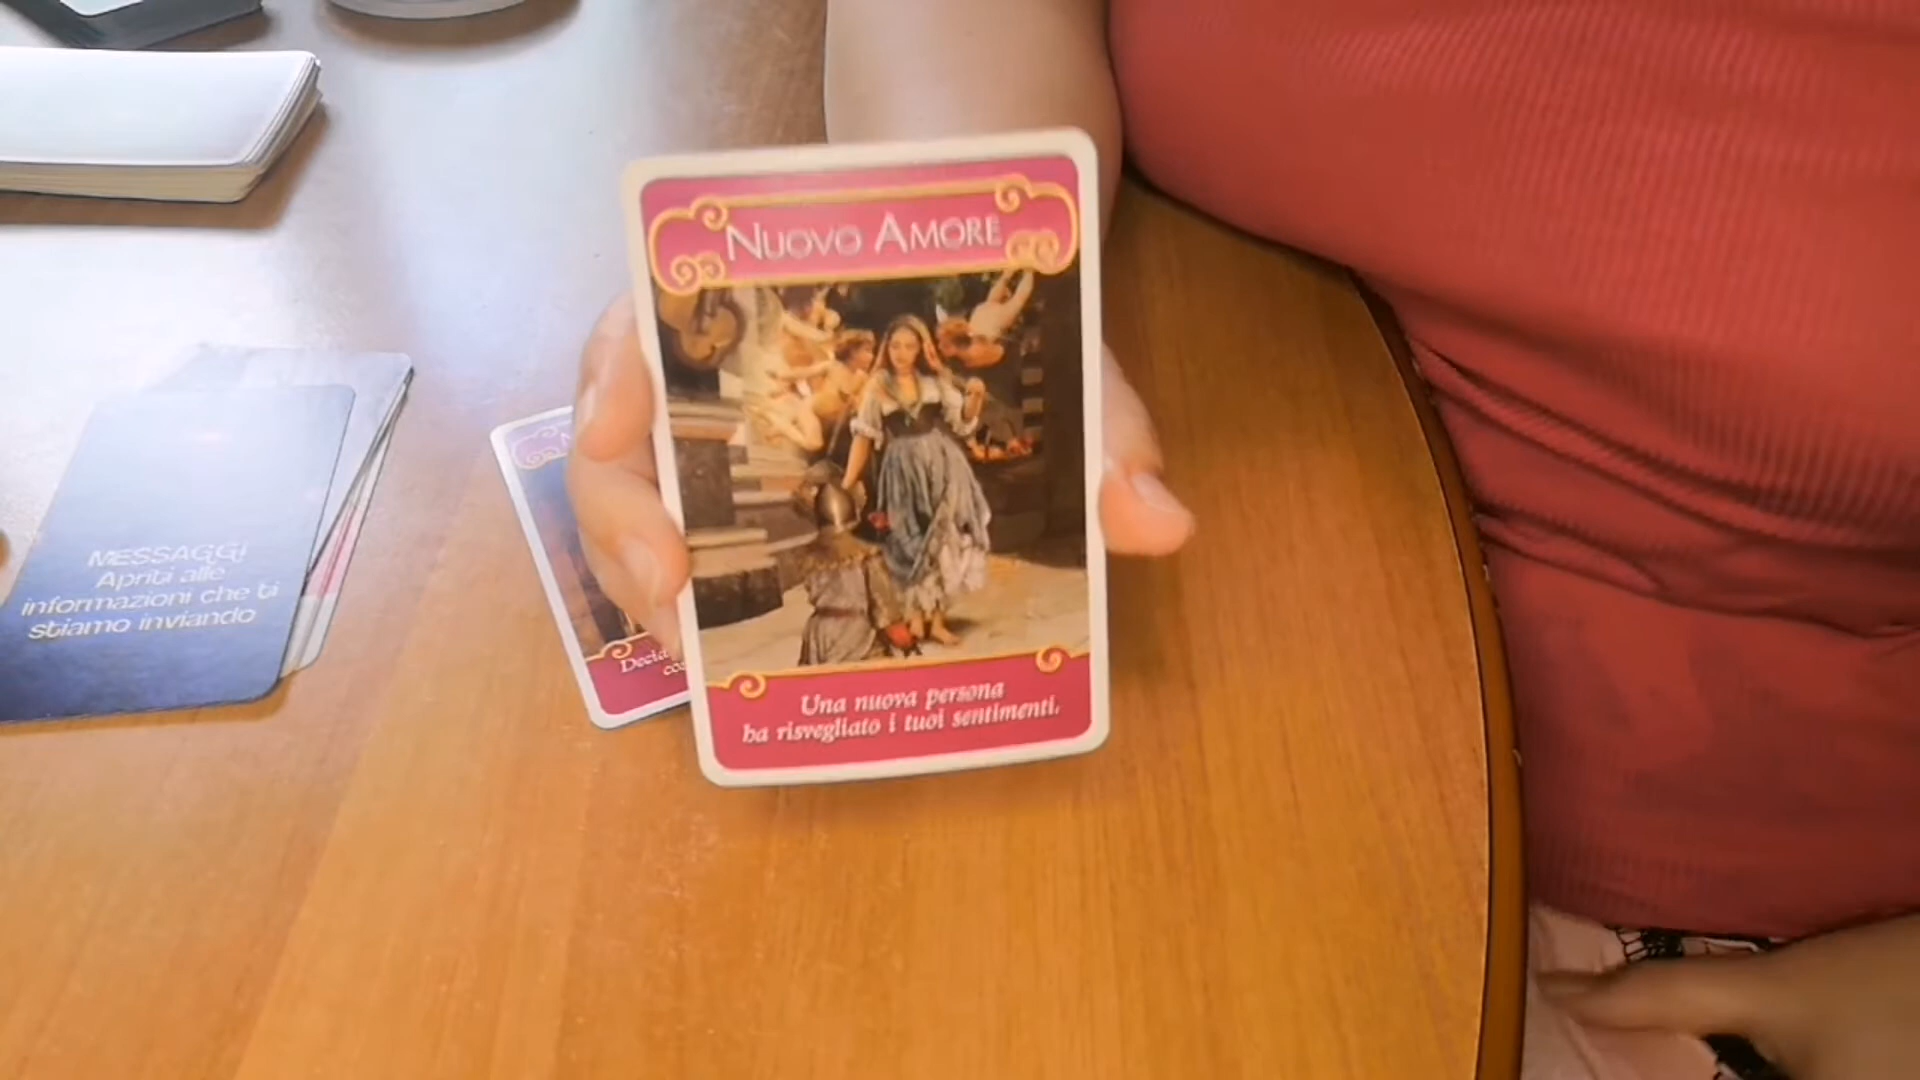 NUOVO AMORE
Una nuova persona
ha risvegliato i tuoi sentimenti.
MESSAGGI
Apriti alle
informazioni che ti
stiamo inviando